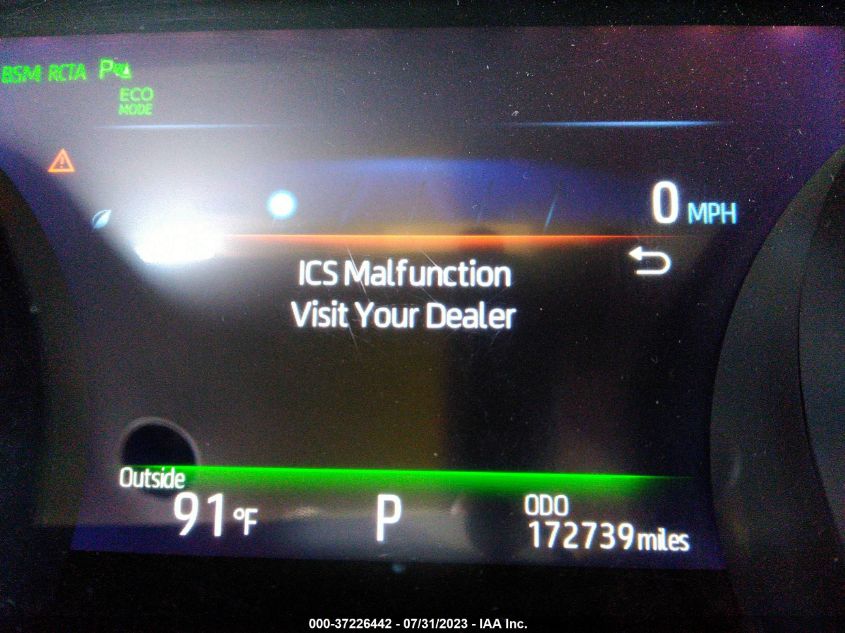 BSM RCTA P
ECO
MODE
0 MPH
ICS Malfunction
Visit Your Dealer
Outside
91°F
P
ODO
172739 miles
000-37226442 - 07/31/2023 - IAA Inc.